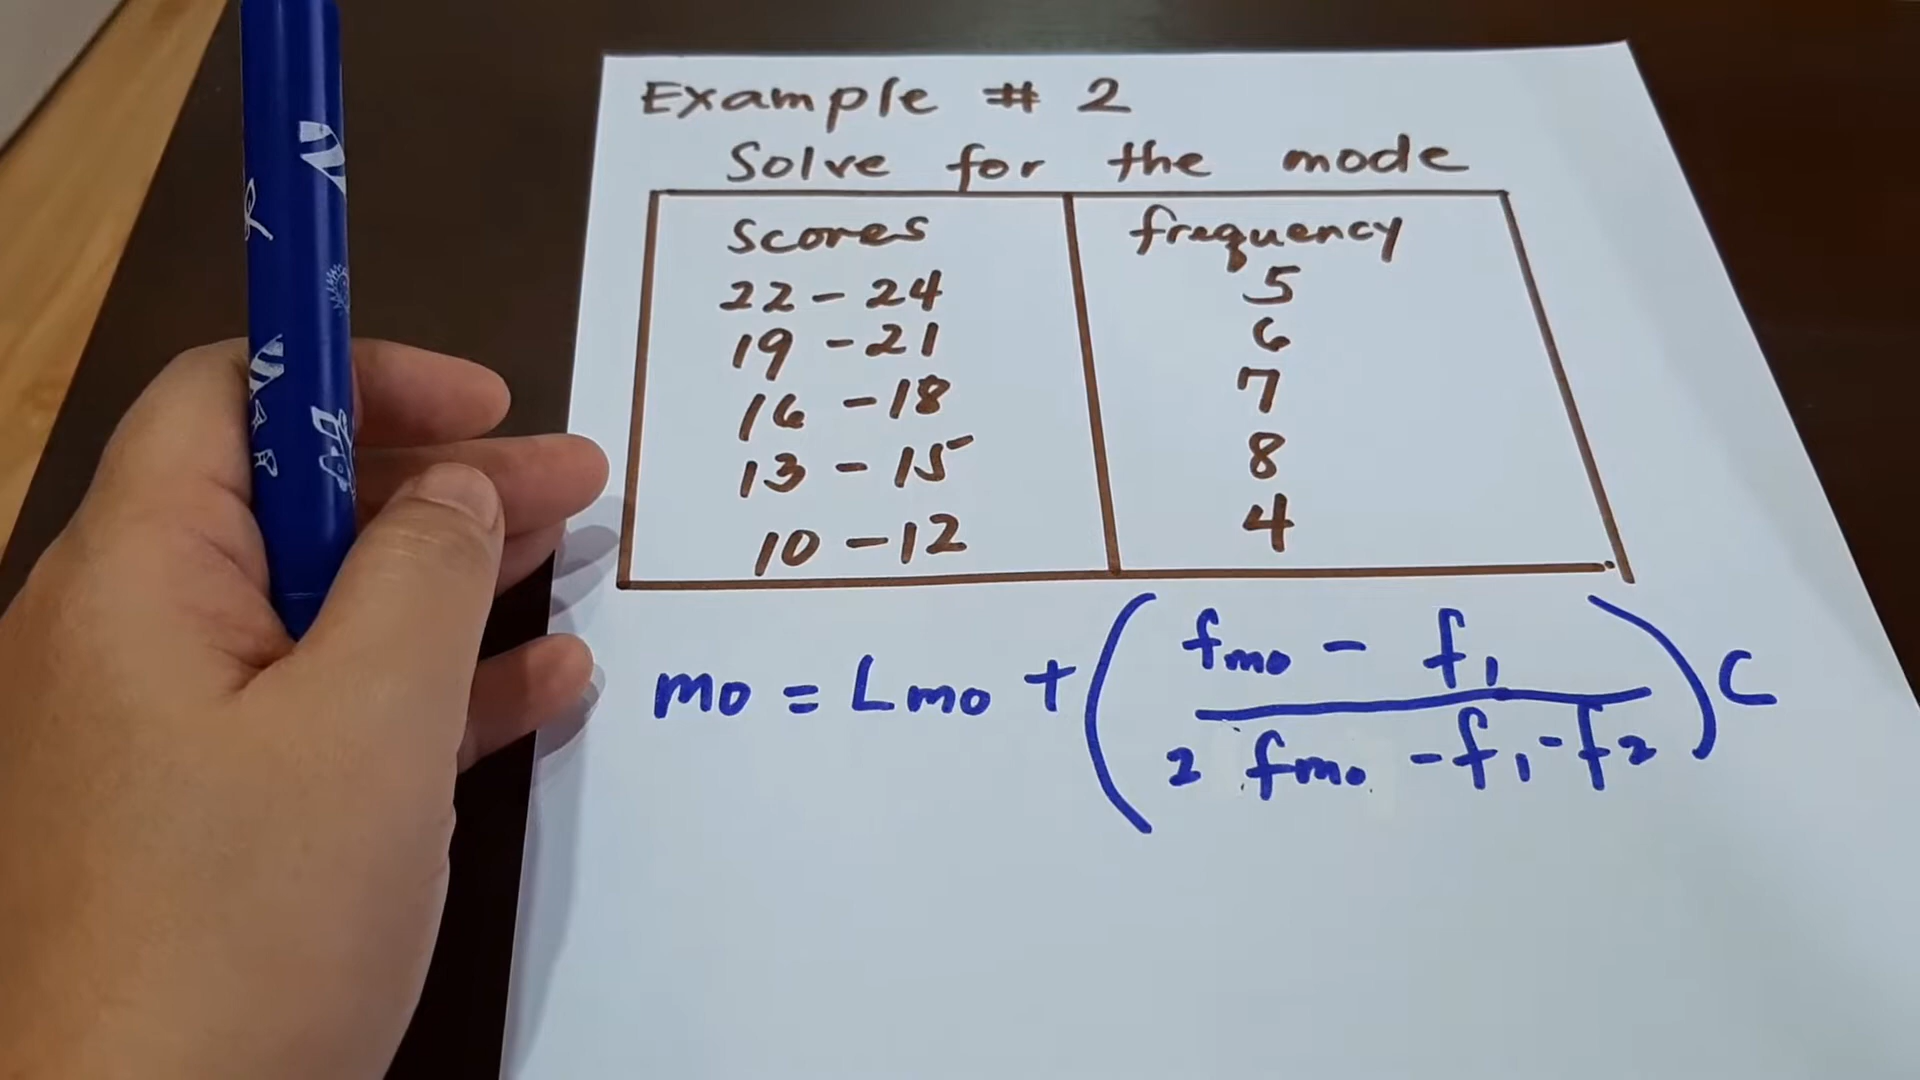 Example # 2
Solve for the mode
Scores frequency
22 - 24 5
19 - 21 6
16 - 18 7
13 - 15 8
10 - 12 4
mo = Lmo + ( fmo - f1 / 2 fmo - f1 - f2 ) C